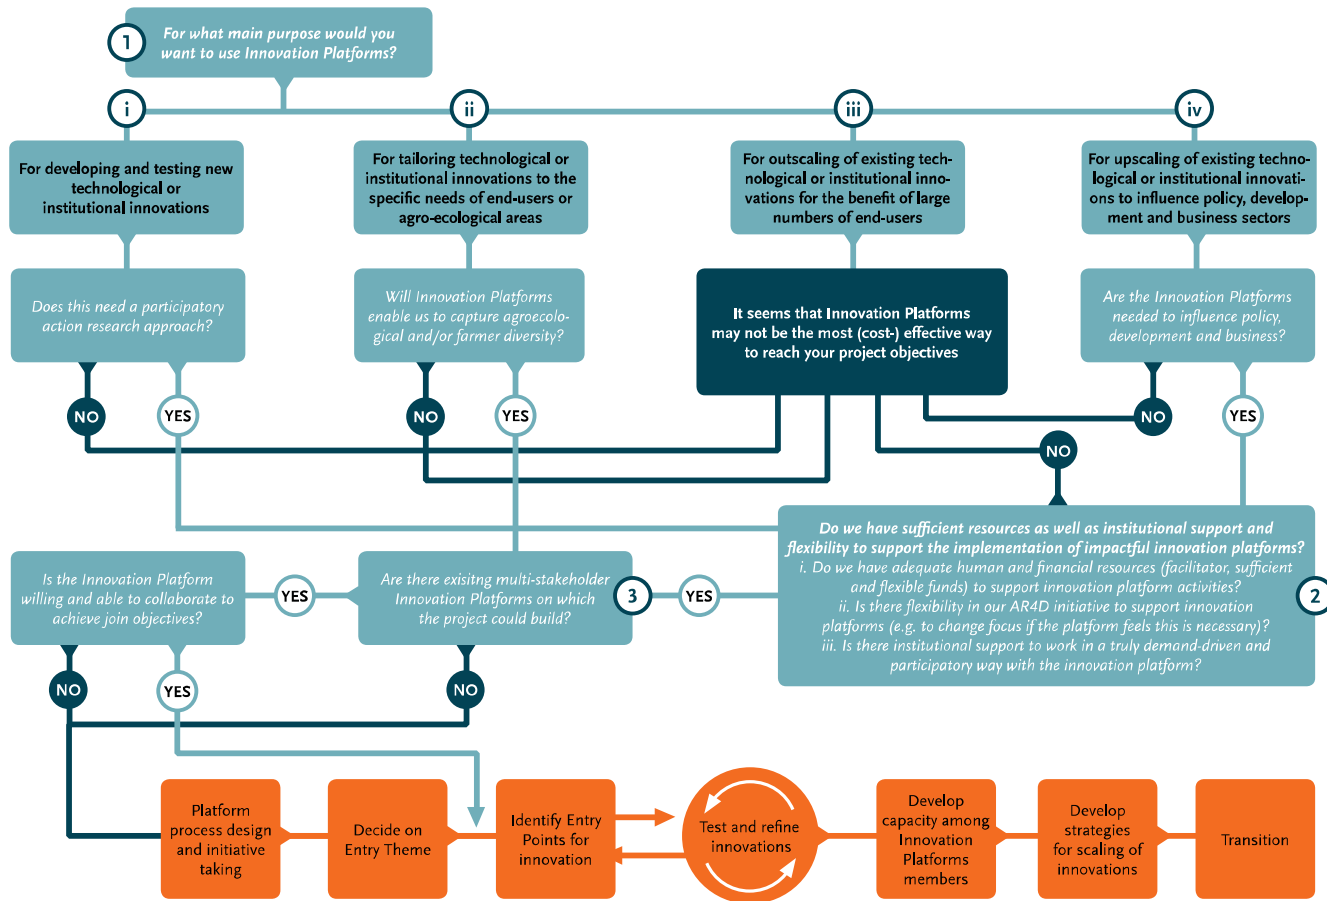 1
For what main purpose would you
want to use Innovation Platforms?
i
ii
iii
iv
For developing and testing new
technological or
institutional innovations
For tailoring technological or
institutional innovations to the
specific needs of end-users or
agro-ecological areas
For outscaling of existing tech-
nological or institutional inno-
vations for the benefit of large
numbers of end-users
For upscaling of existing techno-
logical or institutional innovati-
ons to influence policy, develop-
ment and business sectors
Does this need a participatory
action research approach?
Will Innovation Platforms
enable us to capture agroecolo-
gical and/or farmer diversity?
It seems that Innovation Platforms
may not be the most (cost-) effective way
to reach your project objectives
Are the Innovation Platforms
needed to influence policy,
development and business?
NO
YES
NO
YES
NO
YES
NO
Do we have sufficient resources as well as institutional support and
flexibility to support the implementation of impactful innovation platforms?
i. Do we have adequate human and financial resources (facilitator, sufficient
and flexible funds) to support innovation platform activities?
ii. Is there flexibility in our AR4D initiative to support innovation
platforms (e.g. to change focus if the platform feels this is necessary)?
iii. Is there institutional support to work in a truly demand-driven and
participatory way with the innovation platform?
2
YES
3
Are there exisitng multi-stakeholder
Innovation Platforms on which
the project could build?
YES
Is the Innovation Platform
willing and able to collaborate to
achieve join objectives?
NO
YES
NO
Platform
process design
and initiative
taking
Decide on
Entry Theme
Identify Entry
Points for
innovation
Test and refine
innovations
Develop
capacity among
Innovation
Platforms
members
Develop
strategies
for scaling of
innovations
Transition